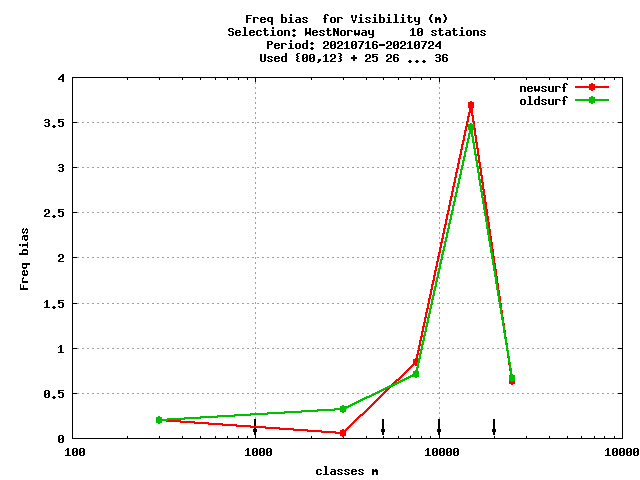 Freq bias  for Visibility (m)
Selection: WestNorway     10 stations
Period: 20210716-20210724
Used {00,12} + 25 26 ... 36
newsurf
oldsurf
4
3.5
3
2.5
2
1.5
1
0.5
0
Freq bias
100
1000
10000
10000
classes m